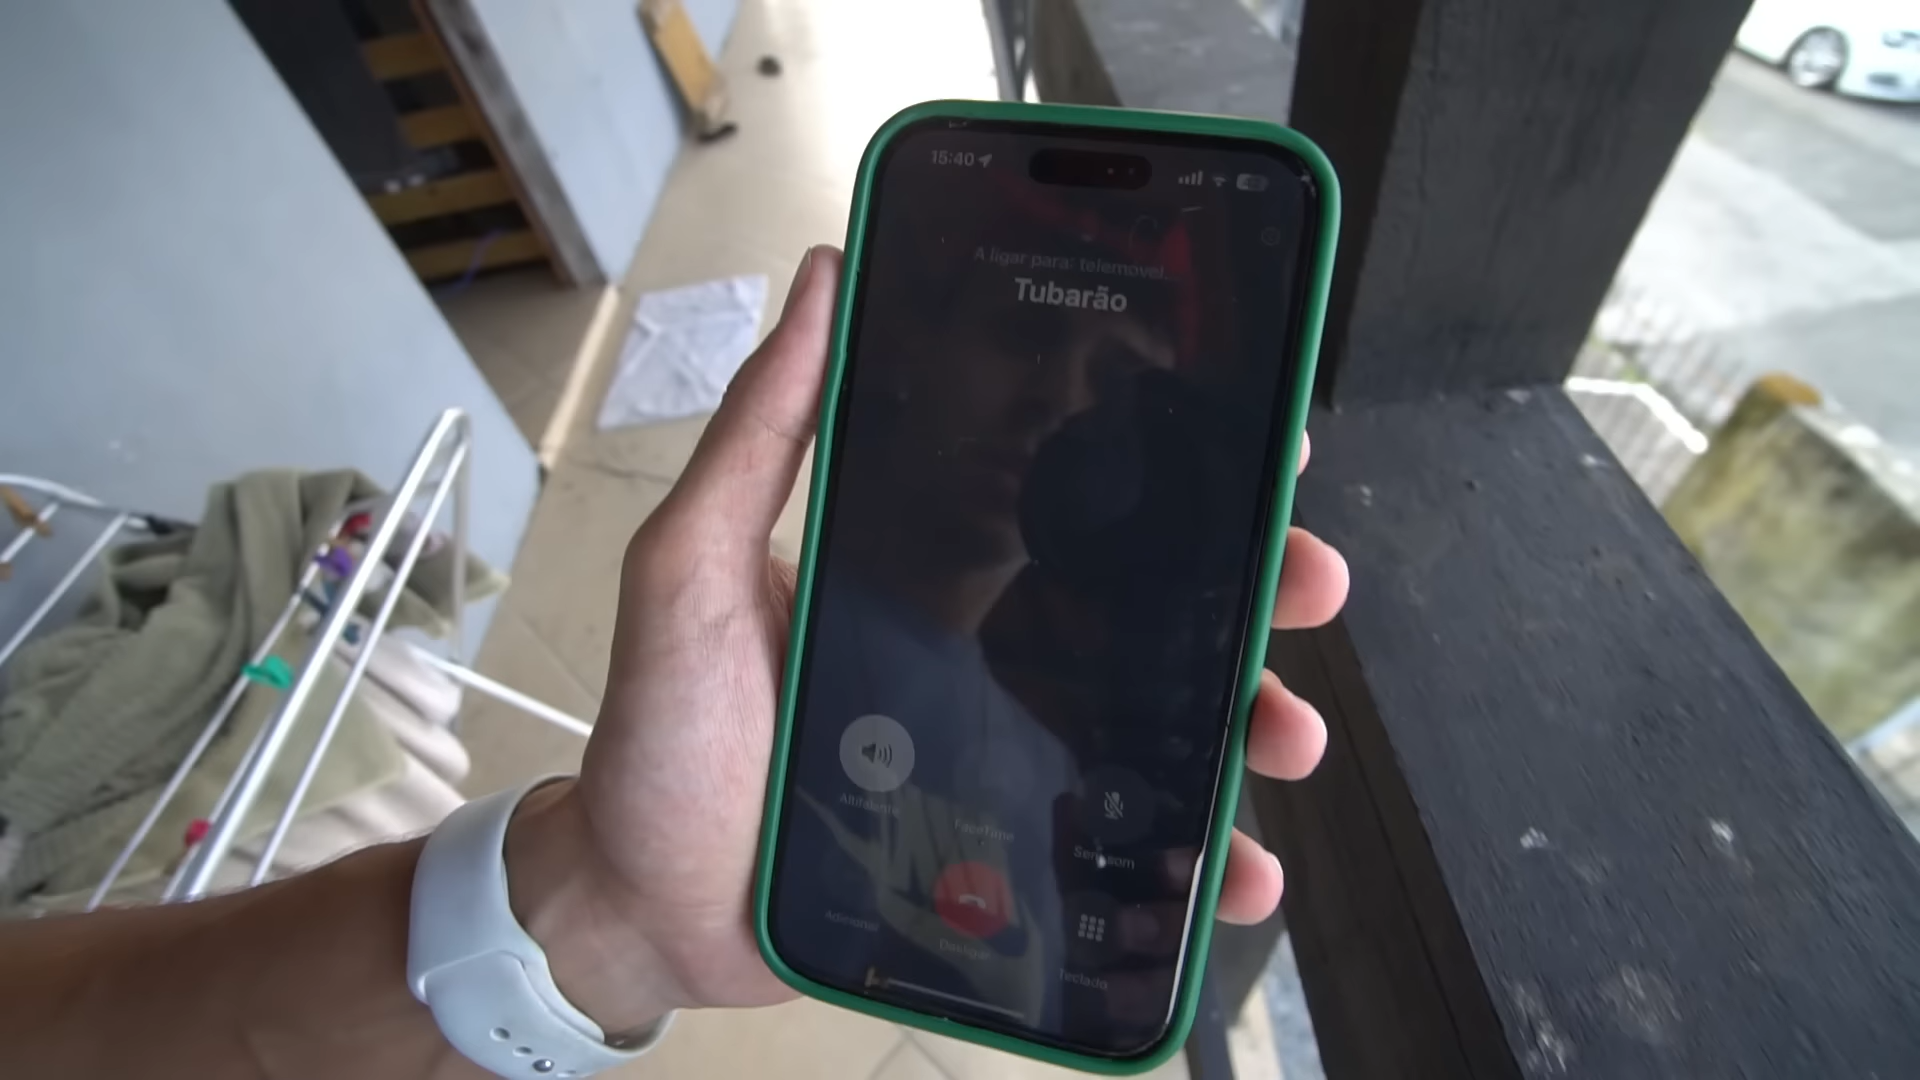 15:40
A ligar para: telemóvel...
Tubarão
Altifalante
FaceTime
Sem som
Adicionar
Desligar
Teclado